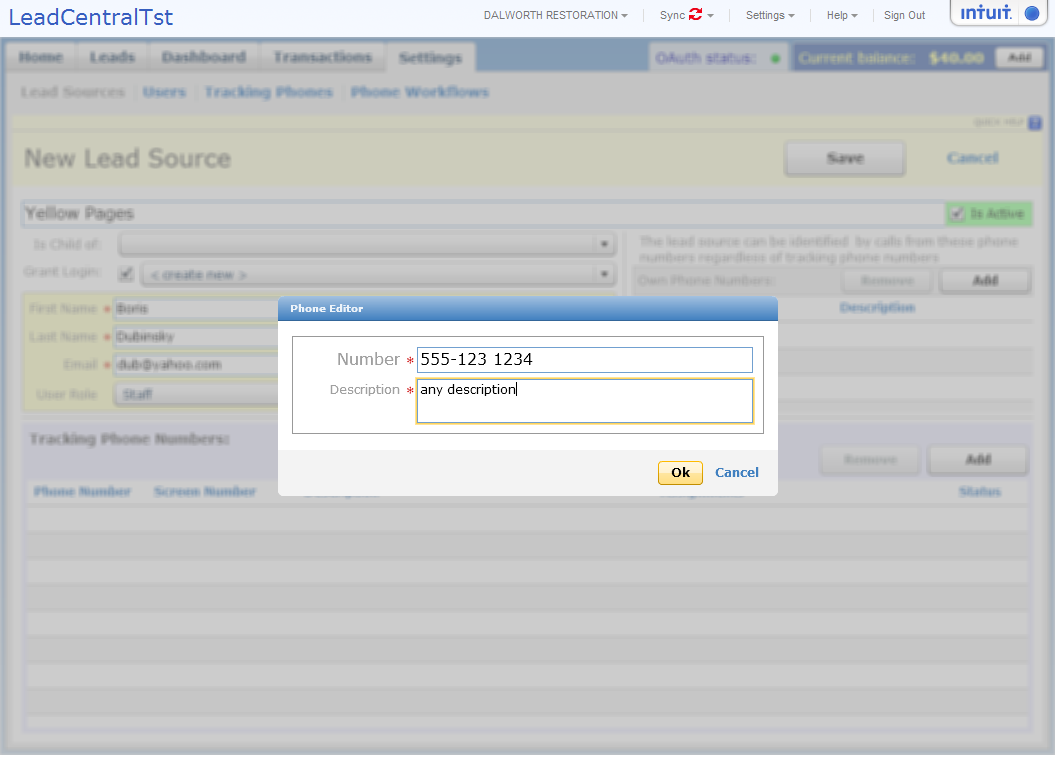 LeadCentralTst
DALWORTH RESTORATION Sync Settings Help Sign Out intuit.
Home Leads Dashboard Transactions Settings OAuth status: Current balance: $40.00 Add
Lead Sources Users Tracking Phones Phone Workflows
QUICK HELP ?
New Lead Source Save Cancel
Yellow Pages Is Active
Is Child of: The lead source can be identified by calls from these phone
numbers regardless of tracking phone numbers
Grant Login: < create new > Own Phone Numbers: Remove Add
First Name * Boris Description
Last Name * Dubinsky
Email * dub@yahoo.com
User Role Staff
Phone Editor
Number * 555-123 1234
Description * any description
Ok Cancel
Tracking Phone Numbers: Remove Add
Phone Number Screen Number Status